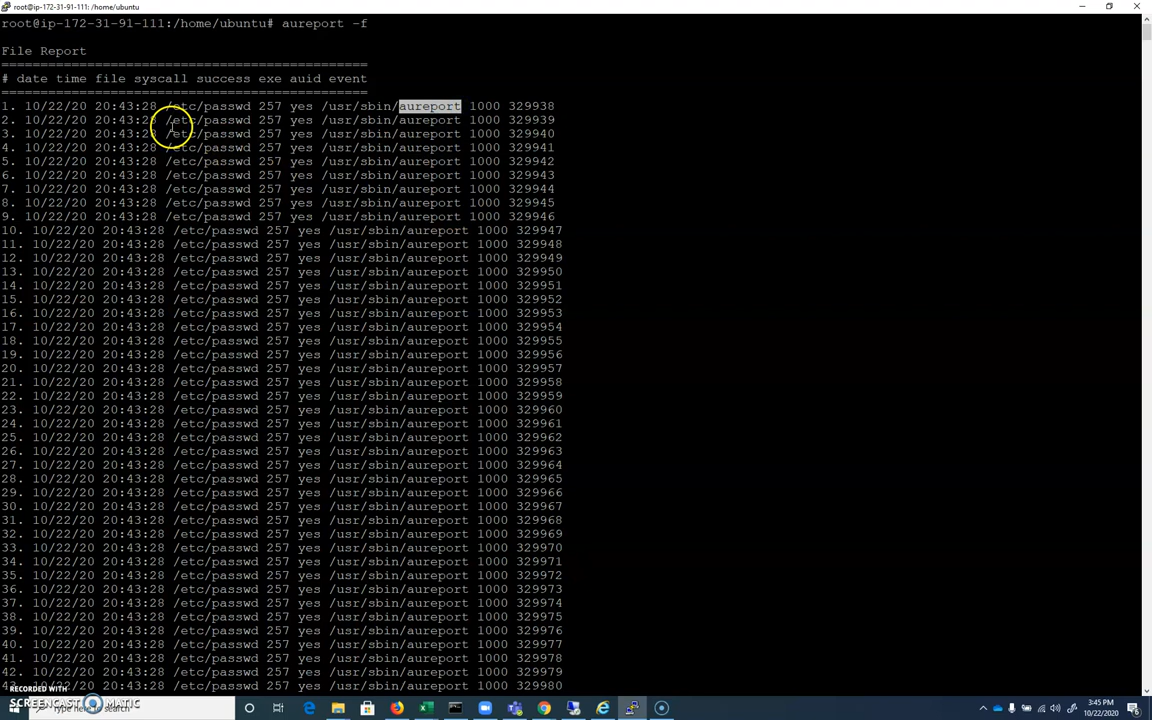 root@ip-172-31-91-111: /home/ubuntu
root@ip-172-31-91-111:/home/ubuntu# aureport -f
File Report
===============================================
# date time file syscall success exe auid event
===============================================
1. 10/22/20 20:43:28 /etc/passwd 257 yes /usr/sbin/aureport 1000 329938
2. 10/22/20 20:43:28 /etc/passwd 257 yes /usr/sbin/aureport 1000 329939
3. 10/22/20 20:43:28 /etc/passwd 257 yes /usr/sbin/aureport 1000 329940
4. 10/22/20 20:43:28 /etc/passwd 257 yes /usr/sbin/aureport 1000 329941
5. 10/22/20 20:43:28 /etc/passwd 257 yes /usr/sbin/aureport 1000 329942
6. 10/22/20 20:43:28 /etc/passwd 257 yes /usr/sbin/aureport 1000 329943
7. 10/22/20 20:43:28 /etc/passwd 257 yes /usr/sbin/aureport 1000 329944
8. 10/22/20 20:43:28 /etc/passwd 257 yes /usr/sbin/aureport 1000 329945
9. 10/22/20 20:43:28 /etc/passwd 257 yes /usr/sbin/aureport 1000 329946
10. 10/22/20 20:43:28 /etc/passwd 257 yes /usr/sbin/aureport 1000 329947
11. 10/22/20 20:43:28 /etc/passwd 257 yes /usr/sbin/aureport 1000 329948
12. 10/22/20 20:43:28 /etc/passwd 257 yes /usr/sbin/aureport 1000 329949
13. 10/22/20 20:43:28 /etc/passwd 257 yes /usr/sbin/aureport 1000 329950
14. 10/22/20 20:43:28 /etc/passwd 257 yes /usr/sbin/aureport 1000 329951
15. 10/22/20 20:43:28 /etc/passwd 257 yes /usr/sbin/aureport 1000 329952
16. 10/22/20 20:43:28 /etc/passwd 257 yes /usr/sbin/aureport 1000 329953
17. 10/22/20 20:43:28 /etc/passwd 257 yes /usr/sbin/aureport 1000 329954
18. 10/22/20 20:43:28 /etc/passwd 257 yes /usr/sbin/aureport 1000 329955
19. 10/22/20 20:43:28 /etc/passwd 257 yes /usr/sbin/aureport 1000 329956
20. 10/22/20 20:43:28 /etc/passwd 257 yes /usr/sbin/aureport 1000 329957
21. 10/22/20 20:43:28 /etc/passwd 257 yes /usr/sbin/aureport 1000 329958
22. 10/22/20 20:43:28 /etc/passwd 257 yes /usr/sbin/aureport 1000 329959
23. 10/22/20 20:43:28 /etc/passwd 257 yes /usr/sbin/aureport 1000 329960
24. 10/22/20 20:43:28 /etc/passwd 257 yes /usr/sbin/aureport 1000 329961
25. 10/22/20 20:43:28 /etc/passwd 257 yes /usr/sbin/aureport 1000 329962
26. 10/22/20 20:43:28 /etc/passwd 257 yes /usr/sbin/aureport 1000 329963
27. 10/22/20 20:43:28 /etc/passwd 257 yes /usr/sbin/aureport 1000 329964
28. 10/22/20 20:43:28 /etc/passwd 257 yes /usr/sbin/aureport 1000 329965
29. 10/22/20 20:43:28 /etc/passwd 257 yes /usr/sbin/aureport 1000 329966
30. 10/22/20 20:43:28 /etc/passwd 257 yes /usr/sbin/aureport 1000 329967
31. 10/22/20 20:43:28 /etc/passwd 257 yes /usr/sbin/aureport 1000 329968
32. 10/22/20 20:43:28 /etc/passwd 257 yes /usr/sbin/aureport 1000 329969
33. 10/22/20 20:43:28 /etc/passwd 257 yes /usr/sbin/aureport 1000 329970
34. 10/22/20 20:43:28 /etc/passwd 257 yes /usr/sbin/aureport 1000 329971
35. 10/22/20 20:43:28 /etc/passwd 257 yes /usr/sbin/aureport 1000 329972
36. 10/22/20 20:43:28 /etc/passwd 257 yes /usr/sbin/aureport 1000 329973
37. 10/22/20 20:43:28 /etc/passwd 257 yes /usr/sbin/aureport 1000 329974
38. 10/22/20 20:43:28 /etc/passwd 257 yes /usr/sbin/aureport 1000 329975
39. 10/22/20 20:43:28 /etc/passwd 257 yes /usr/sbin/aureport 1000 329976
40. 10/22/20 20:43:28 /etc/passwd 257 yes /usr/sbin/aureport 1000 329977
41. 10/22/20 20:43:28 /etc/passwd 257 yes /usr/sbin/aureport 1000 329978
42. 10/22/20 20:43:28 /etc/passwd 257 yes /usr/sbin/aureport 1000 329979
43. 10/22/20 20:43:28 /etc/passwd 257 yes /usr/sbin/aureport 1000 329980
RECORDED WITH
SCREENCAST MATIC
here to search
3:45 PM
10/22/2020
6